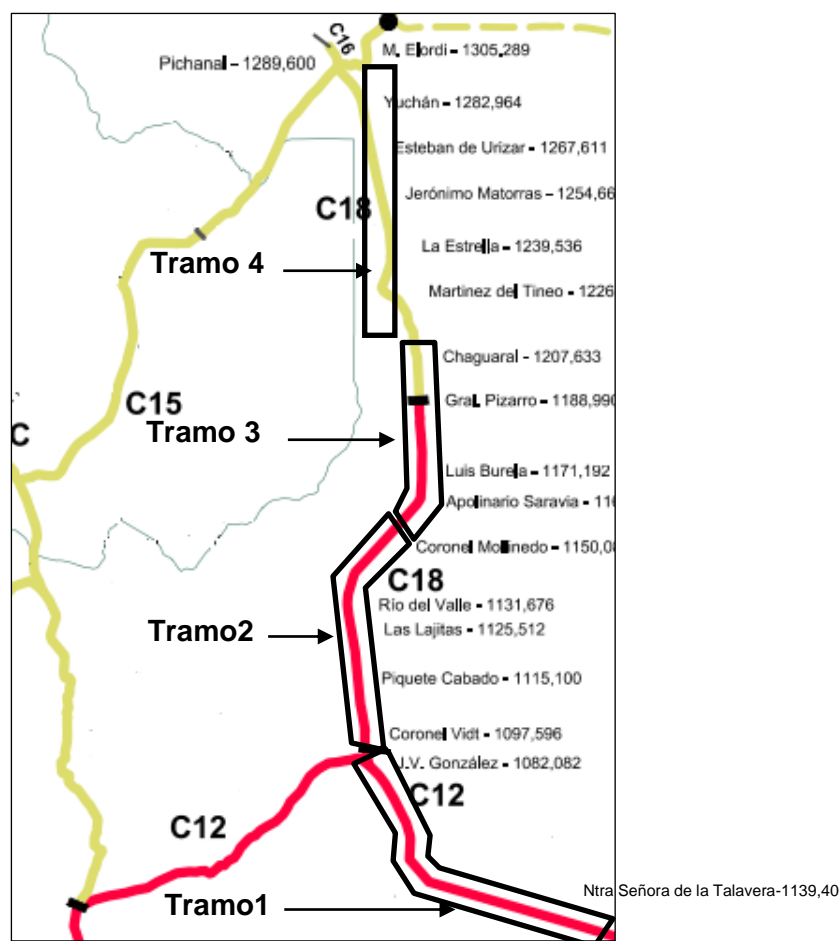 C16
M. Elordi - 1305,289
Pichanal - 1289,600
Yuchán - 1282,964
Esteban de Urizar - 1267,611
Jerónimo Matorras - 1254,66
C18
La Estrella - 1239,536
Tramo 4
Martinez del Tineo - 1226
Chaguaral - 1207,633
C15
Gral. Pizarro - 1188,990
C
Tramo 3
Luis Burela - 1171,192
Apolinario Saravia - 116
Coronel Mollinedo - 1150,08
C18
Río del Valle - 1131,676
Tramo2
Las Lajitas - 1125,512
Piquete Cabado - 1115,100
Coronel Vidt - 1097,596
J.V. González - 1082,082
C12
C12
Ntra Señora de la Talavera-1139,40
Tramo1